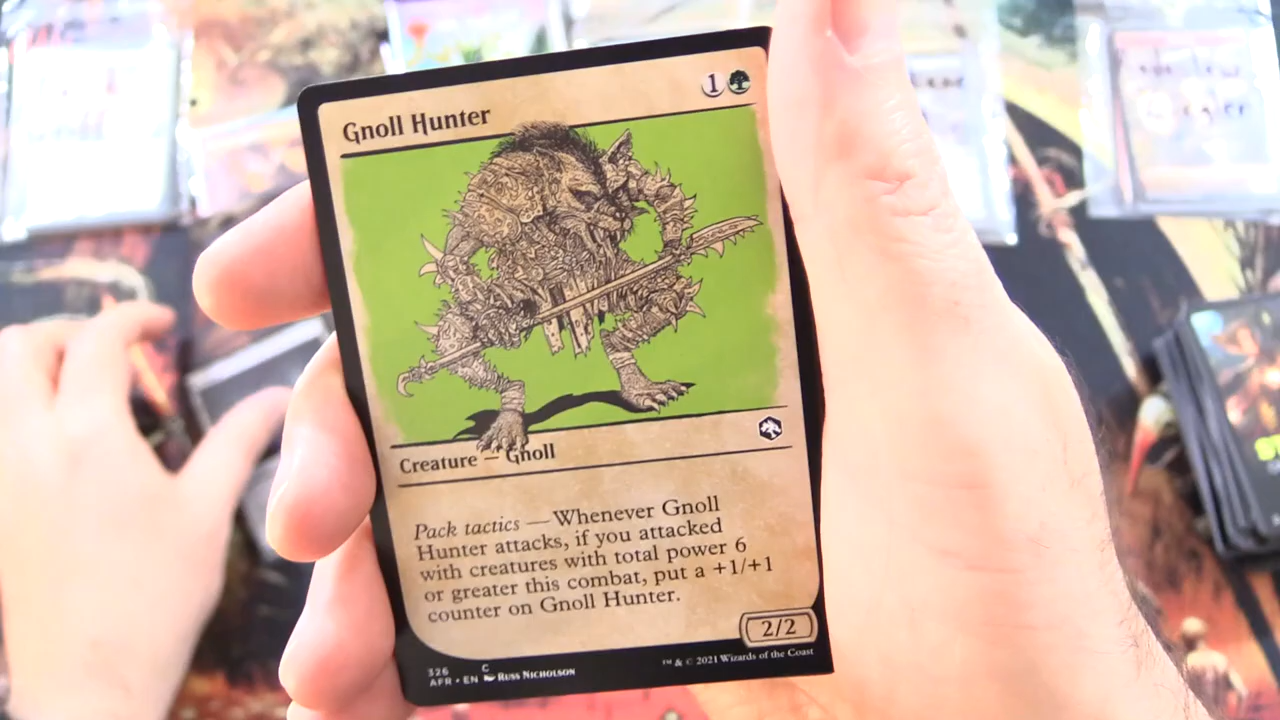 Gnoll Hunter
1
Creature — Gnoll
Pack tactics — Whenever Gnoll
Hunter attacks, if you attacked
with creatures with total power 6
or greater this combat, put a +1/+1
counter on Gnoll Hunter.
2/2
326 C
AFR • EN Russ Nicholson
™ & © 2021 Wizards of the Coast